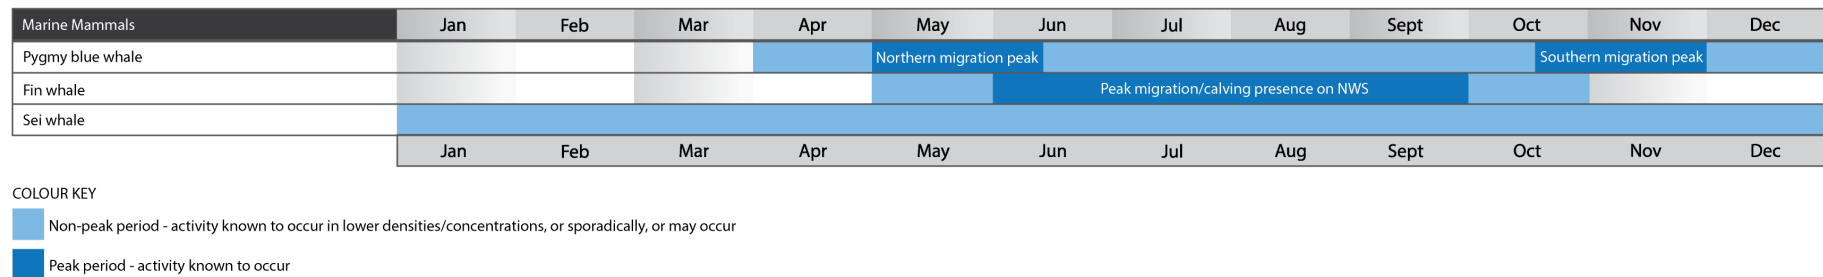 Marine Mammals Jan Feb Mar Apr May Jun Jul Aug Sept Oct Nov Dec
Pygmy blue whale Northern migration peak Southern migration peak
Fin whale Peak migration/calving presence on NWS
Sei whale
Jan Feb Mar Apr May Jun Jul Aug Sept Oct Nov Dec
COLOUR KEY
Non-peak period - activity known to occur in lower densities/concentrations, or sporadically, or may occur
Peak period - activity known to occur